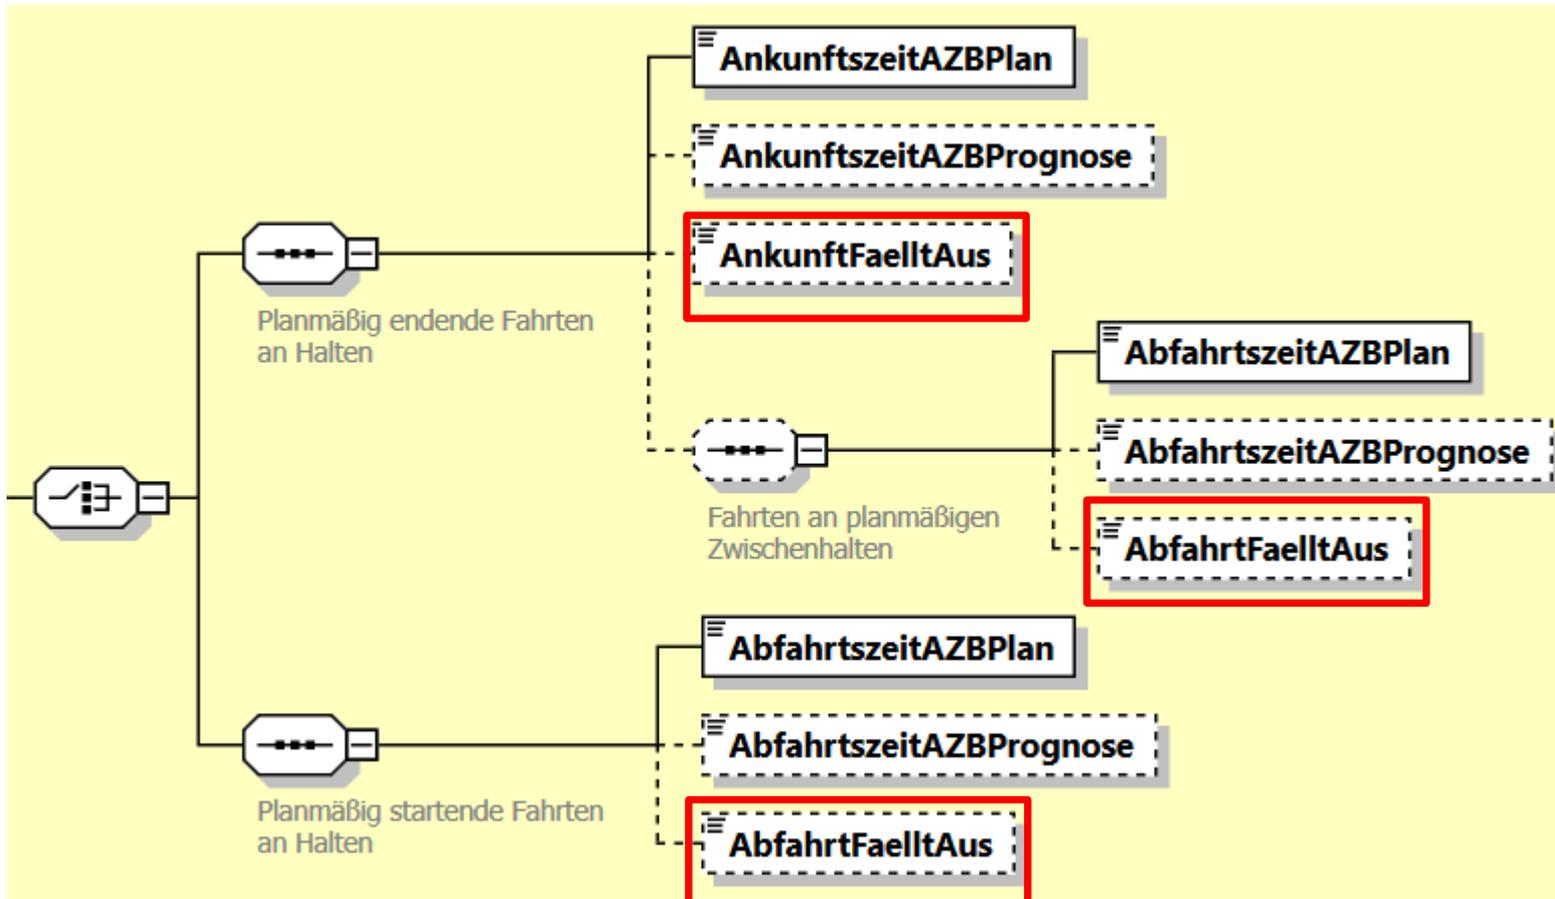 AnkunftszeitAZBPlan
AnkunftszeitAZBPrognose
AnkunftFaelltAus
Planmäßig endende Fahrten
an Halten
AbfahrtszeitAZBPlan
AbfahrtszeitAZBPrognose
AbfahrtFaelltAus
Fahrten an planmäßigen
Zwischenhalten
AbfahrtszeitAZBPlan
AbfahrtszeitAZBPrognose
AbfahrtFaelltAus
Planmäßig startende Fahrten
an Halten